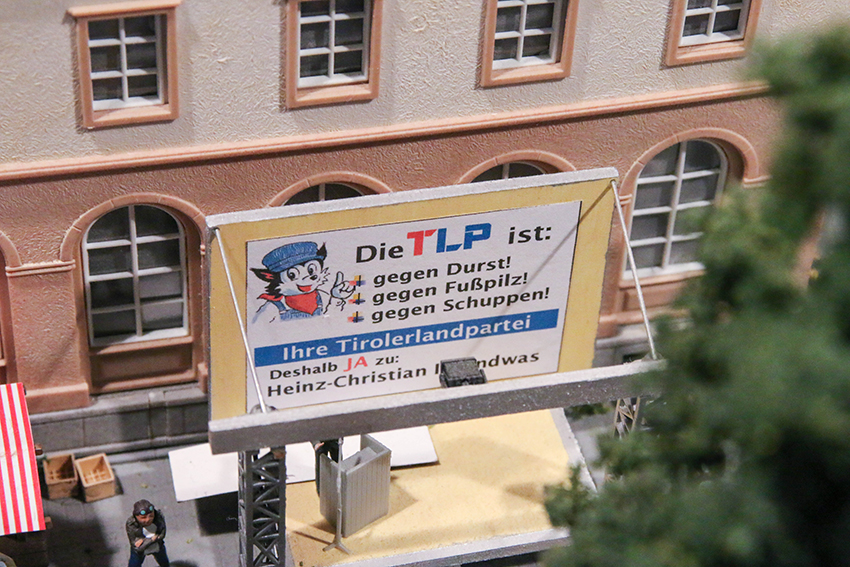 Die TLP ist:
gegen Durst!
gegen Fußpilz!
gegen Schuppen!
Ihre Tirolerlandpartei
Deshalb JA zu:
Heinz-Christian